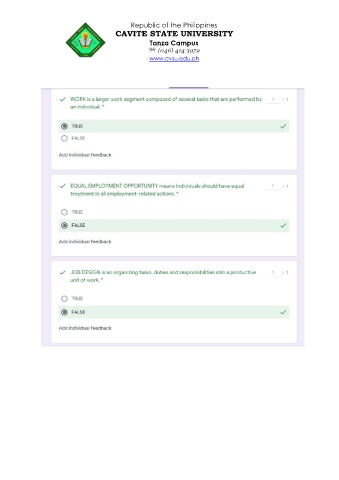 Republic of the Philippines
CAVITE STATE UNIVERSITY
Tanza Campus
☎ (046) 414-3979
www.cvsu.edu.ph
WORK is a larger work segment composed of several tasks that are performed by
an individual. *
1 / 1
TRUE
FALSE
Add individual feedback
EQUAL EMPLOYMENT OPPORTUNITY means individuals should have equal
treatment in all employment-related actions. *
1 / 1
TRUE
FALSE
Add individual feedback
JOB DESIGN is an organizing tasks, duties and responsibilities into a productive
unit of work. *
1 / 1
TRUE
FALSE
Add individual feedback